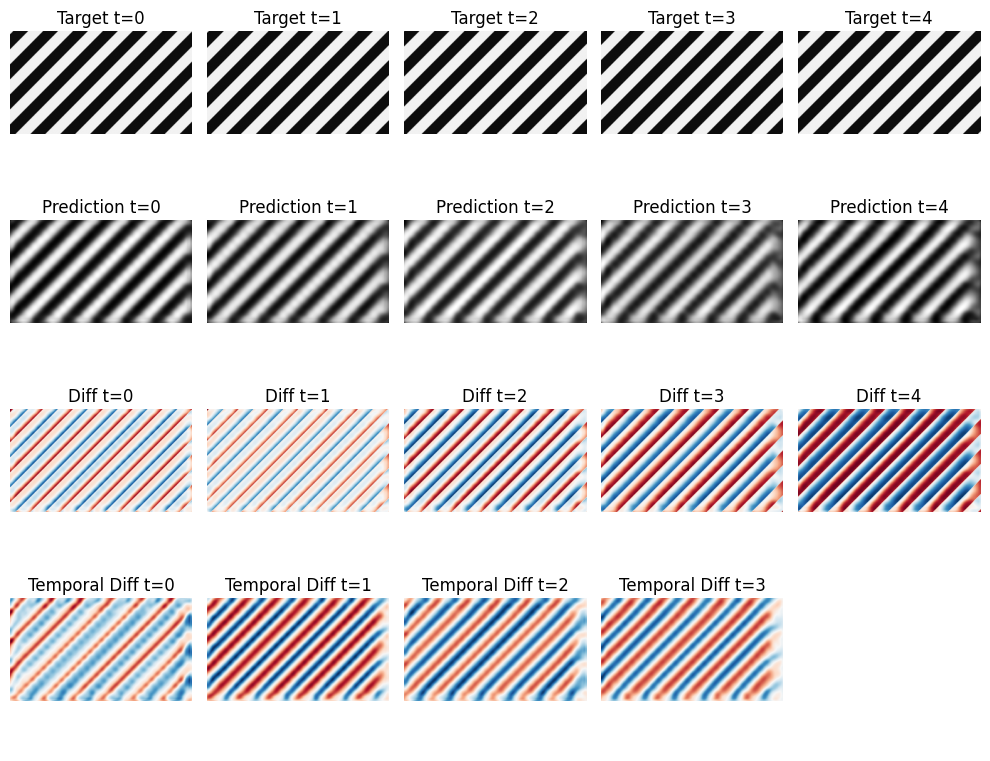 Target t=0 Target t=1 Target t=2 Target t=3 Target t=4
Prediction t=0 Prediction t=1 Prediction t=2 Prediction t=3 Prediction t=4
Diff t=0 Diff t=1 Diff t=2 Diff t=3 Diff t=4
Temporal Diff t=0 Temporal Diff t=1 Temporal Diff t=2 Temporal Diff t=3